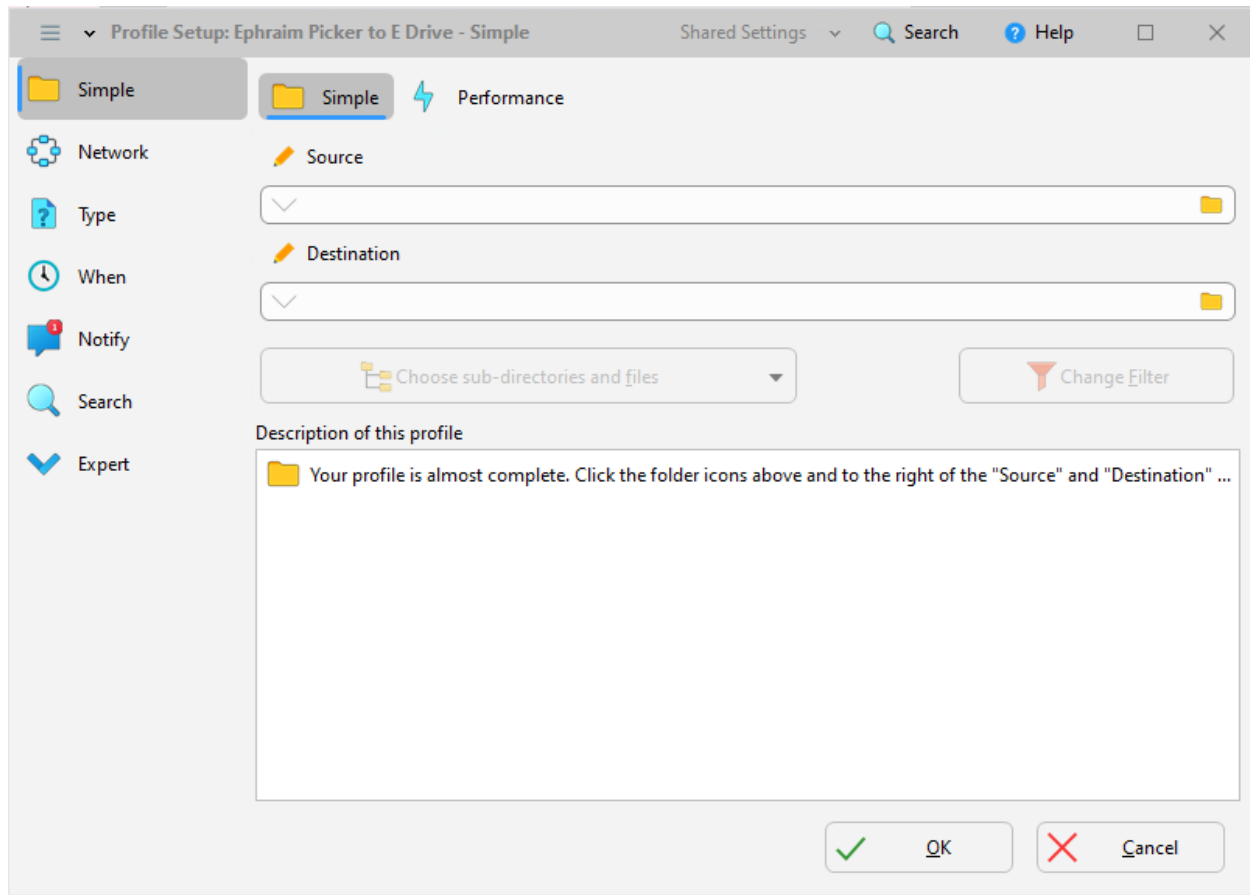 Profile Setup: Ephraim Picker to E Drive - Simple Shared Settings Search Help
Simple
Network
Type
When
Notify
1
Search
Expert
Simple Performance
Source
Destination
Choose sub-directories and files Change Filter
Description of this profile
Your profile is almost complete. Click the folder icons above and to the right of the "Source" and "Destination" ...
OK Cancel